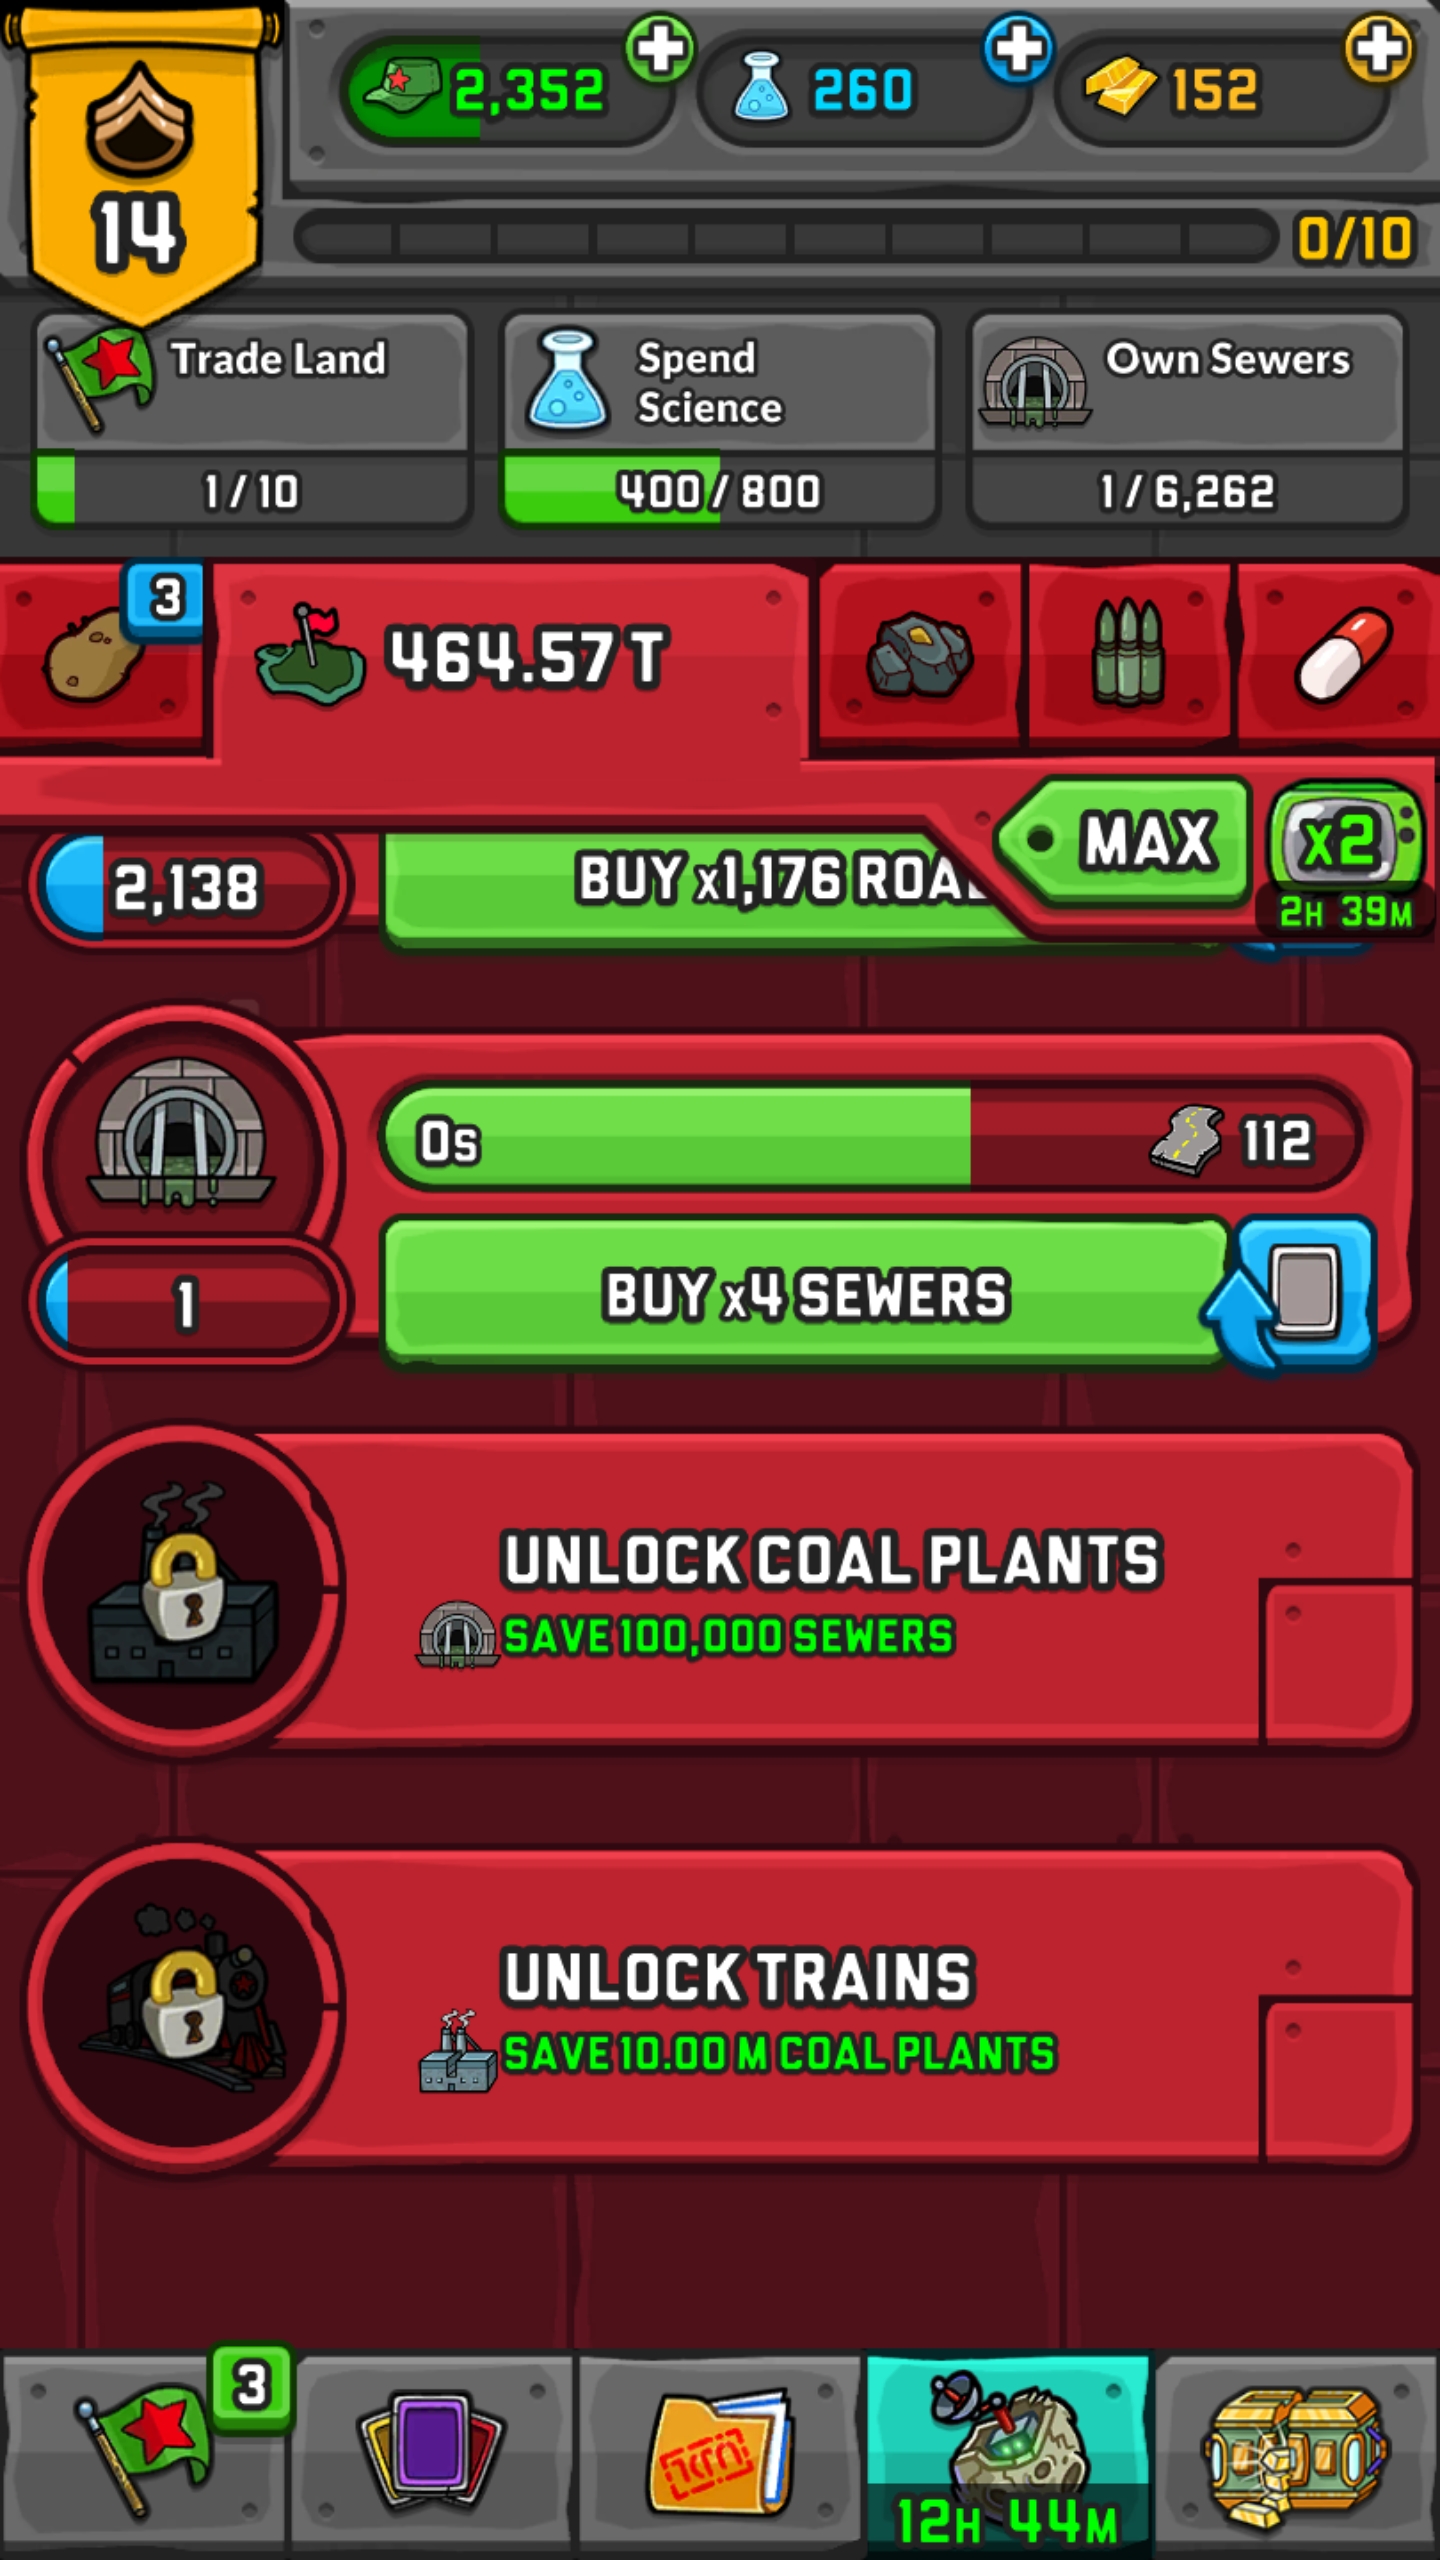 14
2,352
260
152
0/10
Trade Land
1/10
Spend
Science
400/800
Own Sewers
1/6,262
3
464.57 T
MAX
x2
2H 39M
2,138
BUY x1,176 ROA
0s
112
1
BUY x4 SEWERS
UNLOCK COAL PLANTS
SAVE 100,000 SEWERS
UNLOCK TRAINS
SAVE 10.00 M COAL PLANTS
3
12H 44M